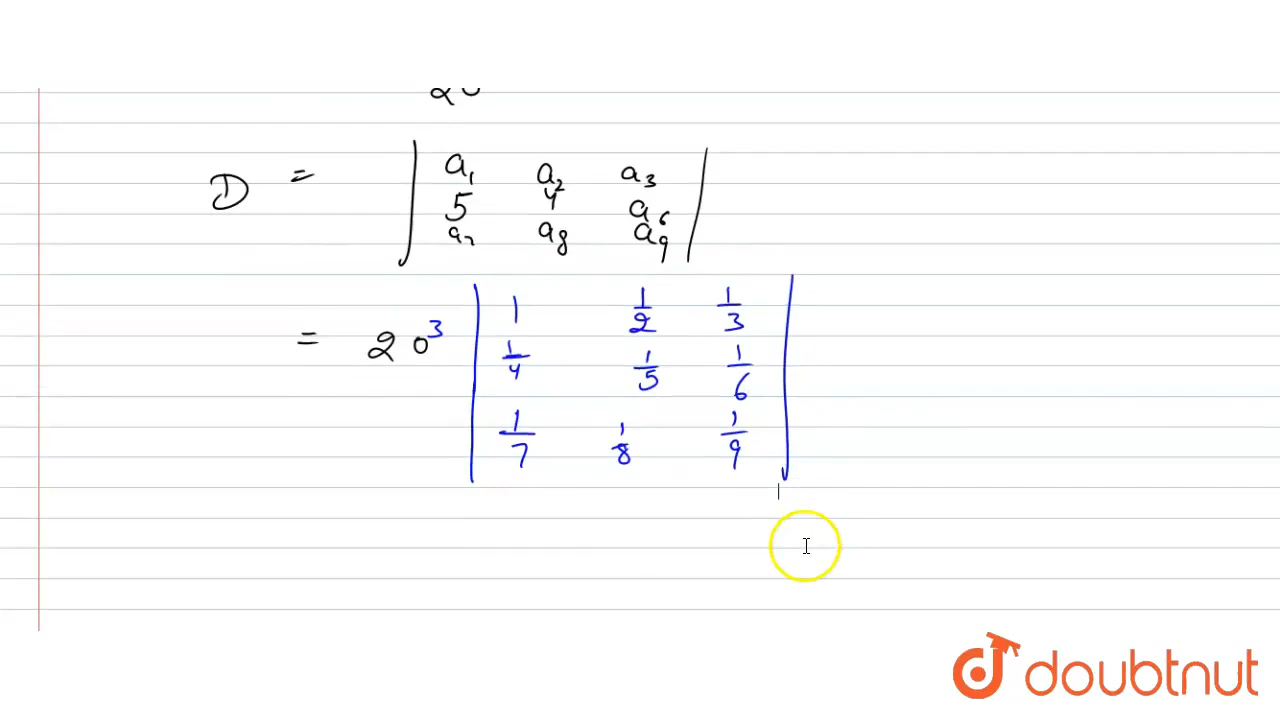 20
D = | a₁ a₂ a₃ |
| 5 4 a₆ |
| a₇ a₈ a₉ |
= 20³ | 1 1/2 1/3 |
| 1/4 1/5 1/6 |
| 1/7 1/8 1/9 |
doubtnut